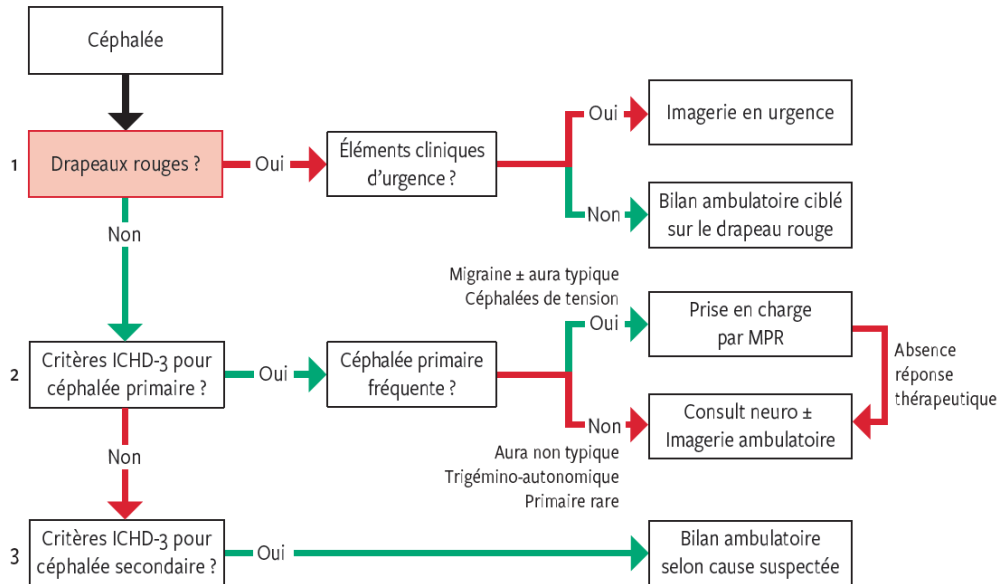 Céphalée
1
Drapeaux rouges ?
Oui
Éléments cliniques
d'urgence ?
Oui
Imagerie en urgence
Non
Bilan ambulatoire ciblé
sur le drapeau rouge
Non
Migraine ± aura typique
Céphalées de tension
2
Critères ICHD-3 pour
céphalée primaire ?
Oui
Céphalée primaire
fréquente ?
Oui
Prise en charge
par MPR
Absence
réponse
thérapeutique
Non
Consult neuro ±
Imagerie ambulatoire
Aura non typique
Trigémino-autonomique
Primaire rare
Non
3
Critères ICHD-3 pour
céphalée secondaire ?
Oui
Bilan ambulatoire
selon cause suspectée